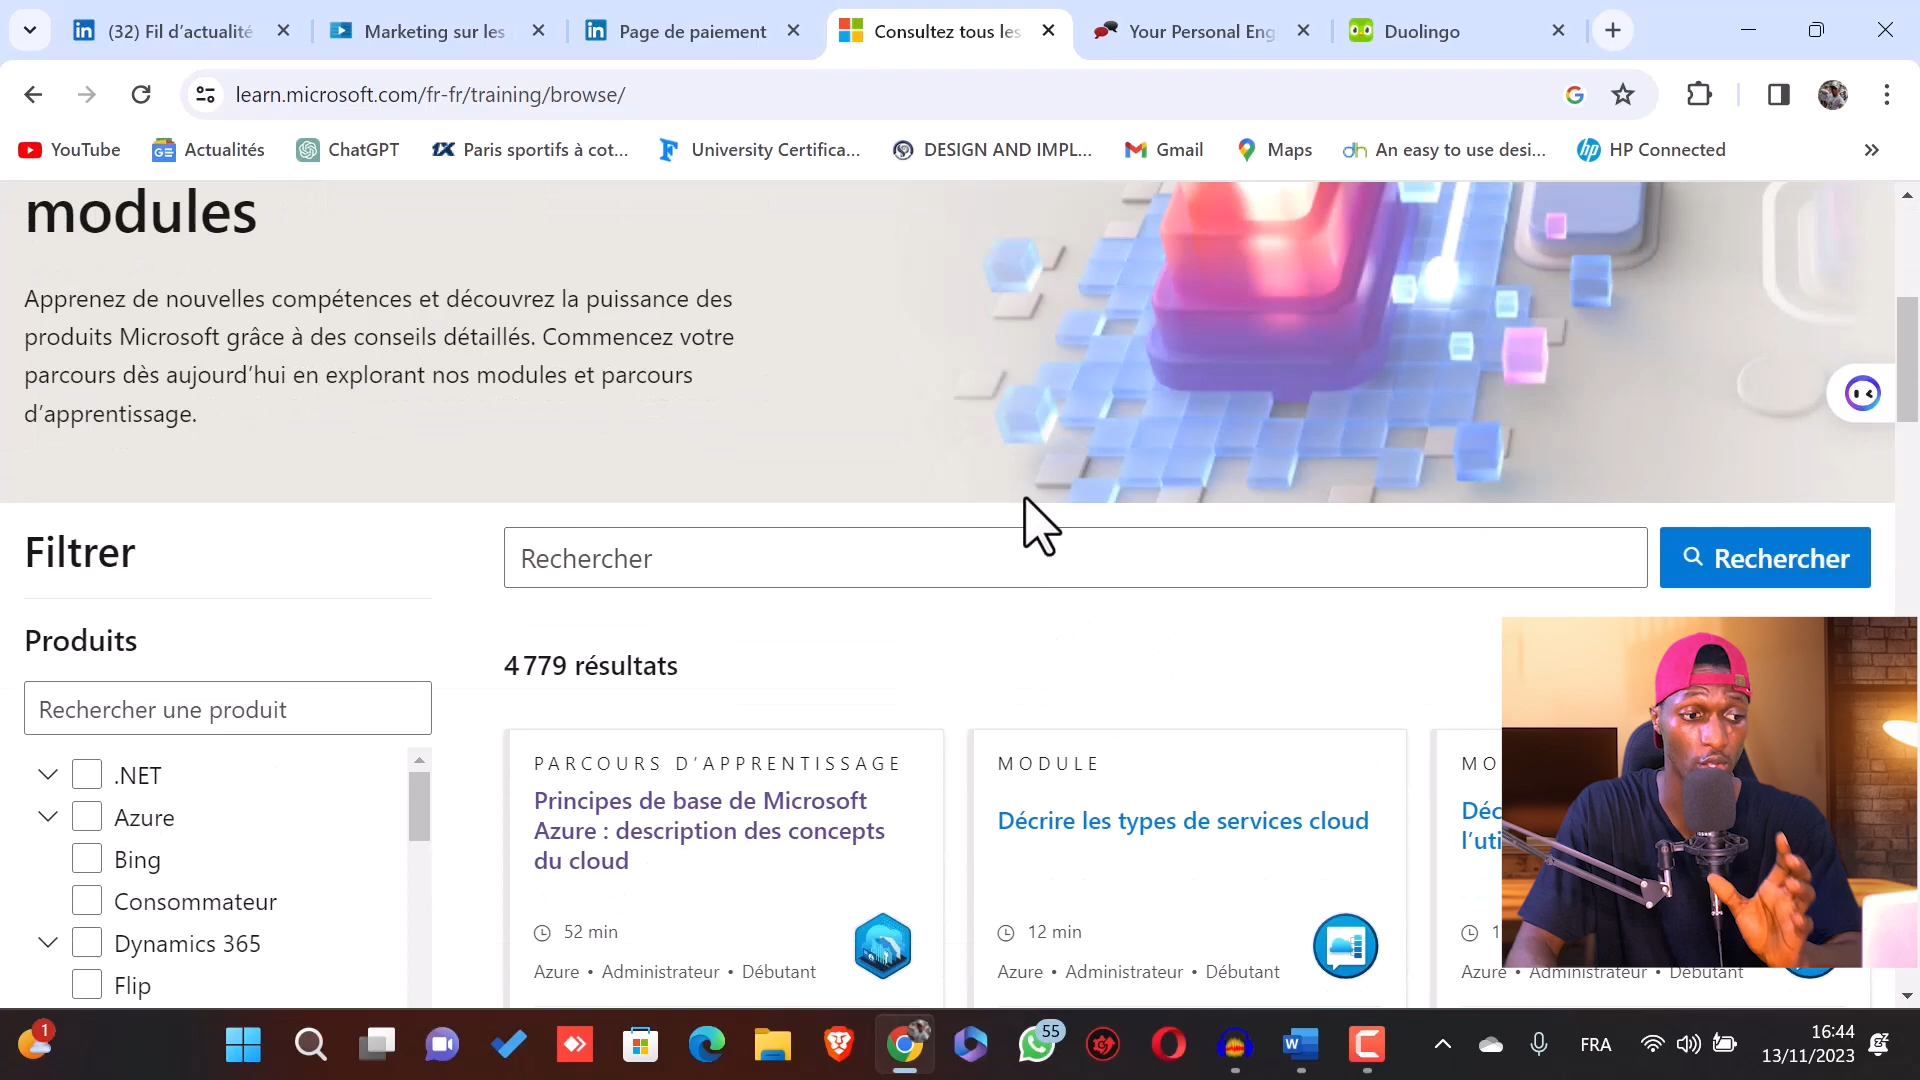 (32) Fil d'actualité
Marketing sur les
Page de paiement
Consultez tous les
Your Personal Eng
Duolingo
learn.microsoft.com/fr-fr/training/browse/
YouTube
Actualités
ChatGPT
Paris sportifs à cot...
University Certifica...
DESIGN AND IMPL...
Gmail
Maps
An easy to use desi...
HP Connected
modules
Apprenez de nouvelles compétences et découvrez la puissance des
produits Microsoft grâce à des conseils détaillés. Commencez votre
parcours dès aujourd'hui en explorant nos modules et parcours
d'apprentissage.
Filtrer
Rechercher
Rechercher
Produits
4 779 résultats
Rechercher une produit
.NET
Azure
Bing
Consommateur
Dynamics 365
Flip
PARCOURS D'APPRENTISSAGE
Principes de base de Microsoft
Azure : description des concepts
du cloud
52 min
Azure • Administrateur • Débutant
MODULE
Décrire les types de services cloud
12 min
Azure • Administrateur • Débutant
MO
Déc
l'uti
1
Azure • Administrateur • Débutant
1
55
FRA
16:44
13/11/2023